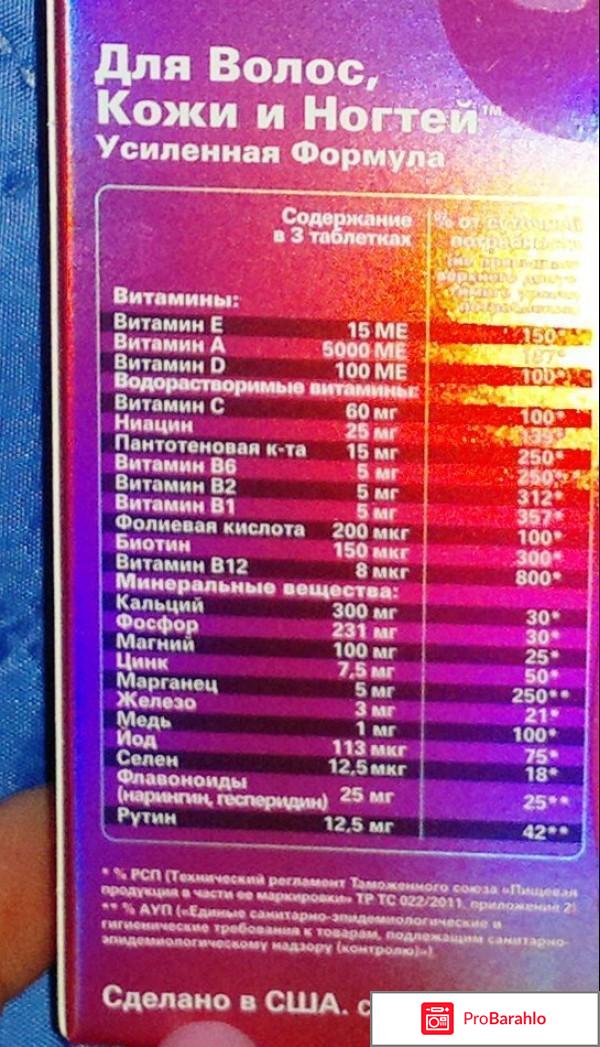 Для Волос,
Кожи и Ногтей™
Усиленная Формула
Содержание % от суточной
в 3 таблетках
Витамины:
Витамин Е 15 МЕ 150*
Витамин А 5000 МЕ
Витамин D 100 МЕ 100*
Водорастворимые витамины:
Витамин С 60 мг 100*
Ниацин 25 мг 139*
Пантотеновая к-та 15 мг 250*
Витамин В6 5 мг 250*
Витамин В2 5 мг 312*
Витамин В1 5 мг 357*
Фолиевая кислота 200 мкг 100*
Биотин 150 мкг 300*
Витамин В12 8 мкг 800*
Минеральные вещества:
Кальций 300 мг 30*
Фосфор 231 мг 30*
Магний 100 мг 25*
Цинк 7,5 мг 50*
Марганец 5 мг 250**
Железо 3 мг 21*
Медь 1 мг 100*
Йод 113 мкг 75*
Селен 12,5 мкг 18*
Флавоноиды
(нарингин, гесперидин) 25 мг 25**
Рутин 12,5 мг 42**
* % РСП (Технический регламент Таможенного союза «Пищевая
продукция в части ее маркировки» ТР ТС 022/2011, приложение 2)
** % АУП («Единые санитарно-эпидемиологические и
гигиенические требования к товарам, подлежащим санитарно-
эпидемиологическому надзору (контролю)»)
Сделано в США. с
ProBarahlo